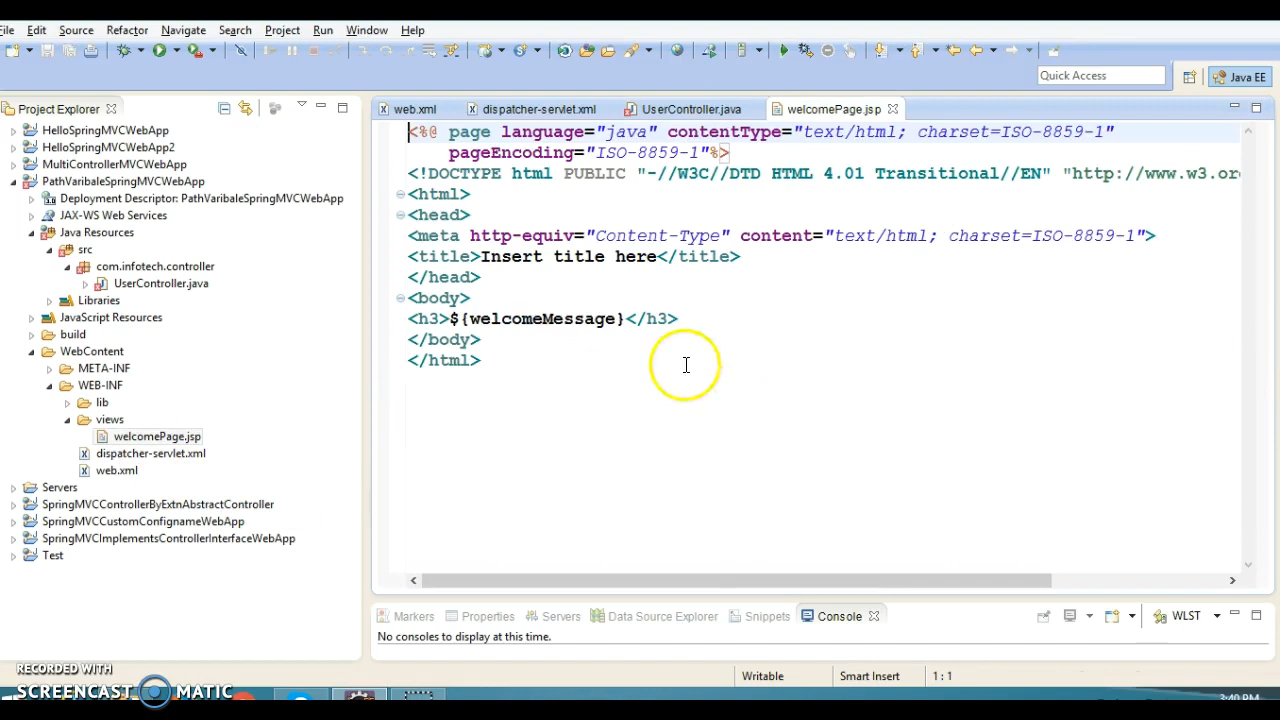 File Edit Source Refactor Navigate Search Project Run Window Help
Quick Access
Java EE
Project Explorer
HelloSpringMVCWebApp
HelloSpringMVCWebApp2
MultiControllerMVCWebApp
PathVaribaleSpringMVCWebApp
Deployment Descriptor: PathVaribaleSpringMVCWebApp
JAX-WS Web Services
Java Resources
src
com.infotech.controller
UserController.java
Libraries
JavaScript Resources
build
WebContent
META-INF
WEB-INF
lib
views
welcomePage.jsp
dispatcher-servlet.xml
web.xml
Servers
SpringMVCControllerByExtnAbstractController
SpringMVCCustomConfignameWebApp
SpringMVCImplementsControllerInterfaceWebApp
Test
web.xml dispatcher-servlet.xml UserController.java welcomePage.jsp
<%@ page language="java" contentType="text/html; charset=ISO-8859-1"
pageEncoding="ISO-8859-1"%>
<!DOCTYPE html PUBLIC "-//W3C//DTD HTML 4.01 Transitional//EN" "http://www.w3.or
<html>
<head>
<meta http-equiv="Content-Type" content="text/html; charset=ISO-8859-1">
<title>Insert title here</title>
</head>
<body>
<h3>${welcomeMessage}</h3>
</body>
</html>
Markers Properties Servers Data Source Explorer Snippets Console WLST
No consoles to display at this time.
Writable Smart Insert 1 : 1
RECORDED WITH
SCREENCAST MATIC
3:40 PM